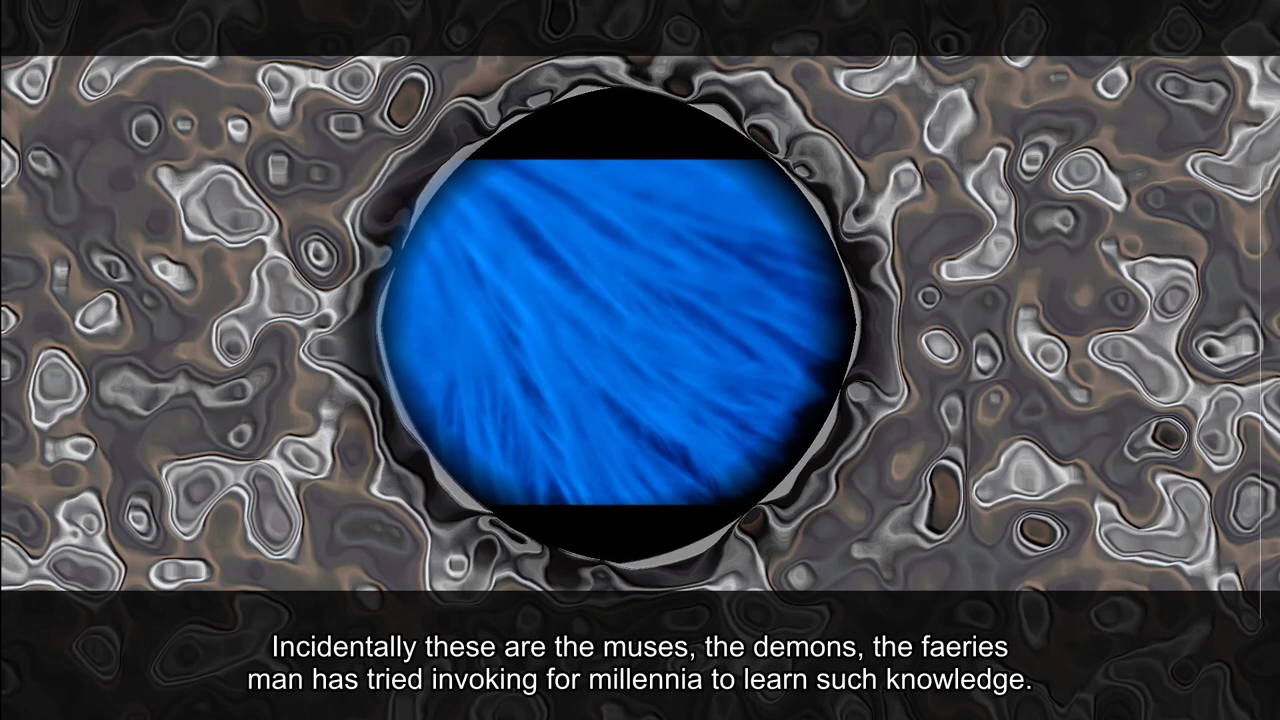 Incidentally these are the muses, the demons, the faeries
man has tried invoking for millennia to learn such knowledge.